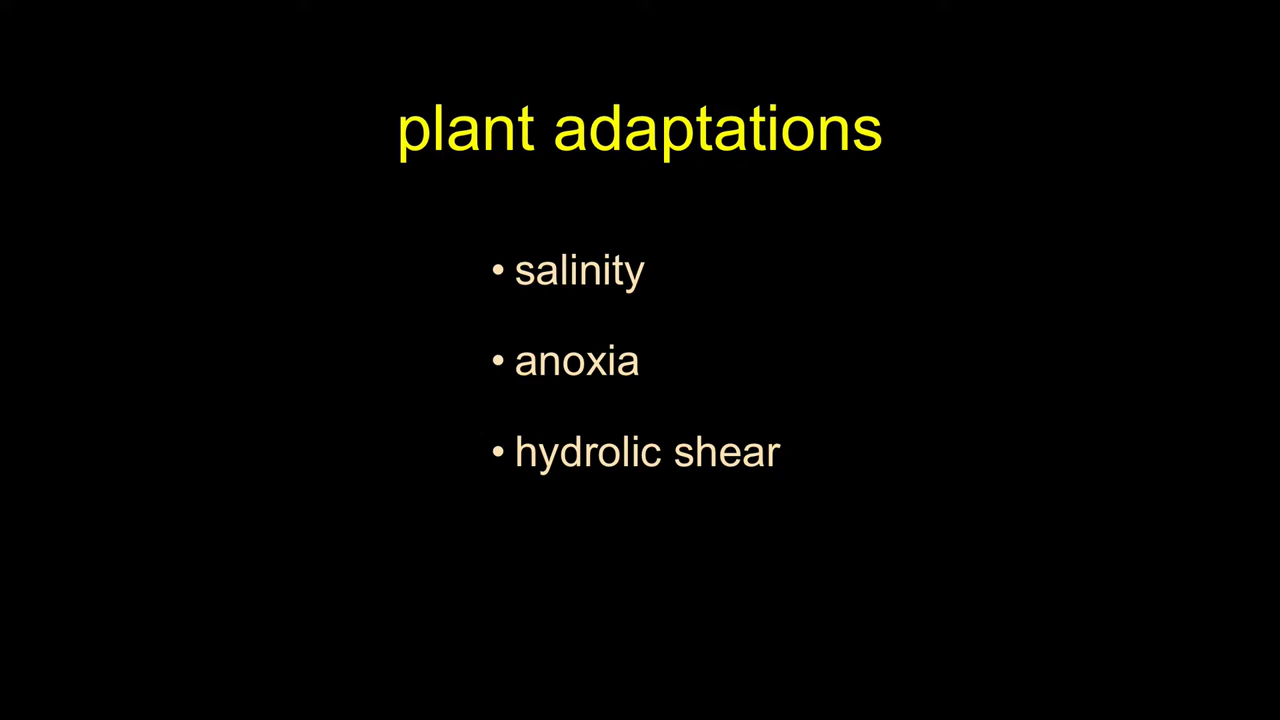 plant adaptations
• salinity
• anoxia
• hydrolic shear